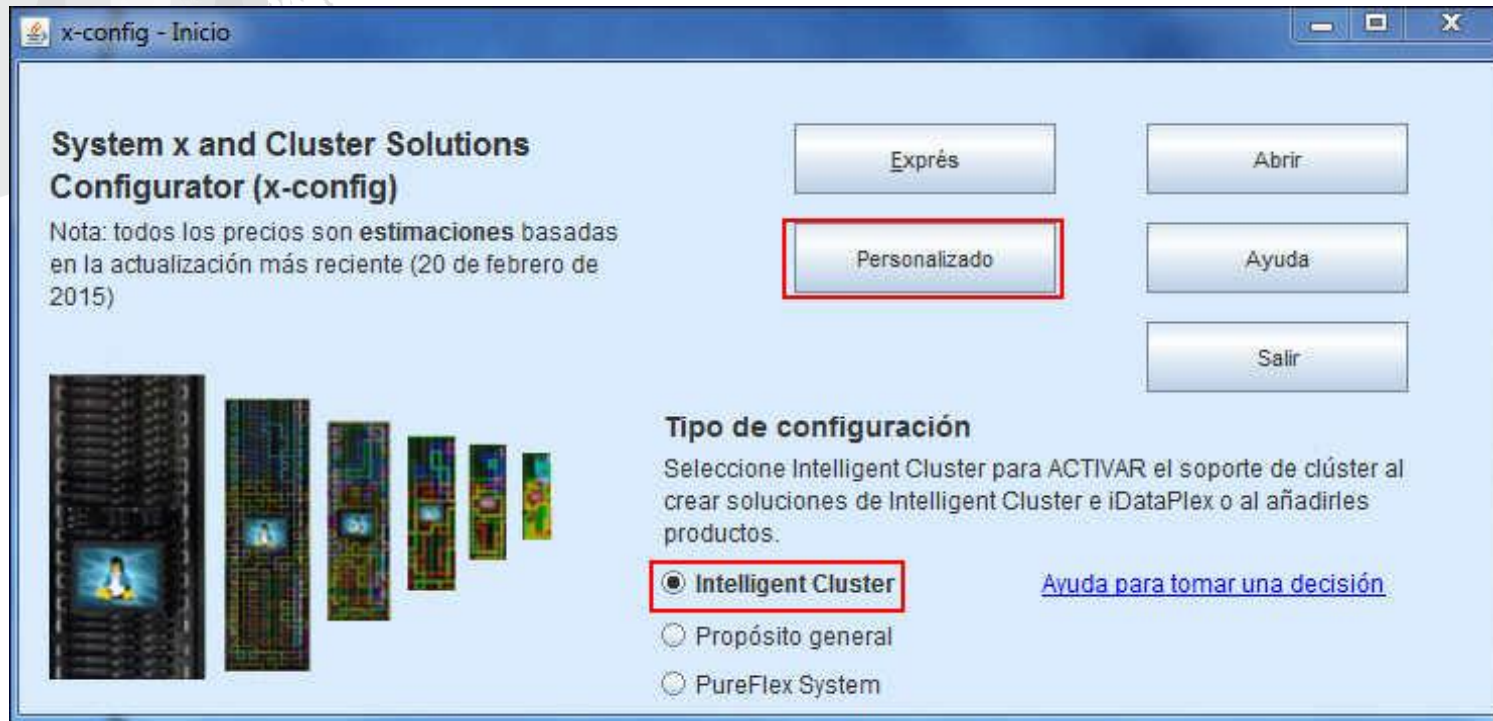 x-config - Inicio
System x and Cluster Solutions
Configurator (x-config)
Nota: todos los precios son estimaciones basadas
en la actualización más reciente (20 de febrero de
2015)
Exprés
Abrir
Personalizado
Ayuda
Salir
Tipo de configuración
Seleccione Intelligent Cluster para ACTIVAR el soporte de clúster al
crear soluciones de Intelligent Cluster e iDataPlex o al añadirles
productos.
Intelligent Cluster
Ayuda para tomar una decisión
Propósito general
PureFlex System